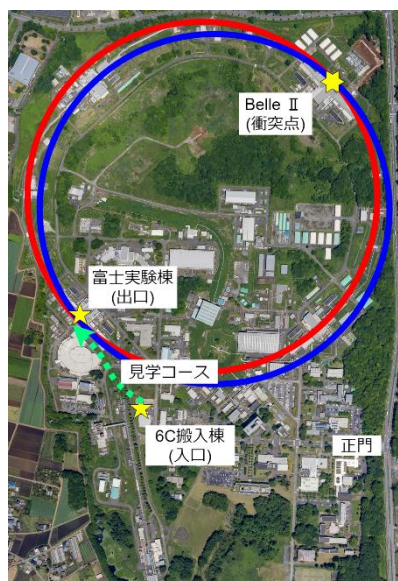 Belle Ⅱ
(衝突点)
富士実験棟
(出口)
見学コース
6C搬入棟
(入口)
正門